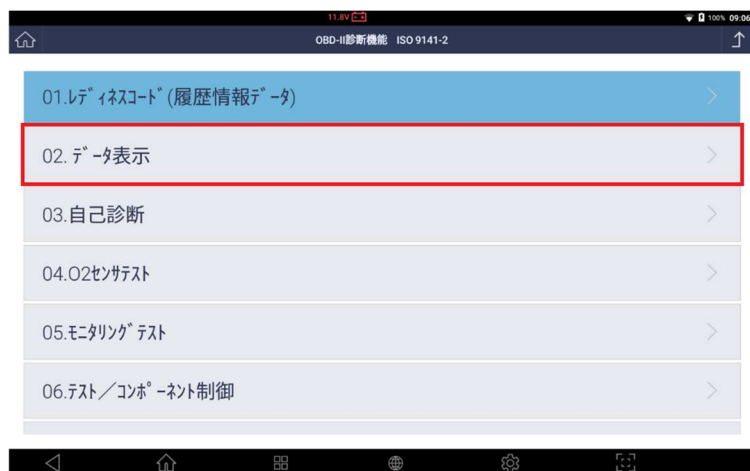 11.8V
100% 09:06
OBD-II診断機能 ISO 9141-2
01.ﾚﾃﾞｨﾈｽｺｰﾄﾞ(履歴情報ﾃﾞｰﾀ)
02.ﾃﾞｰﾀ表示
03.自己診断
04.O2ｾﾝｻﾃｽﾄ
05.ﾓﾆﾀﾘﾝｸﾞﾃｽﾄ
06.ﾃｽﾄ／ｺﾝﾎﾟｰﾈﾝﾄ制御